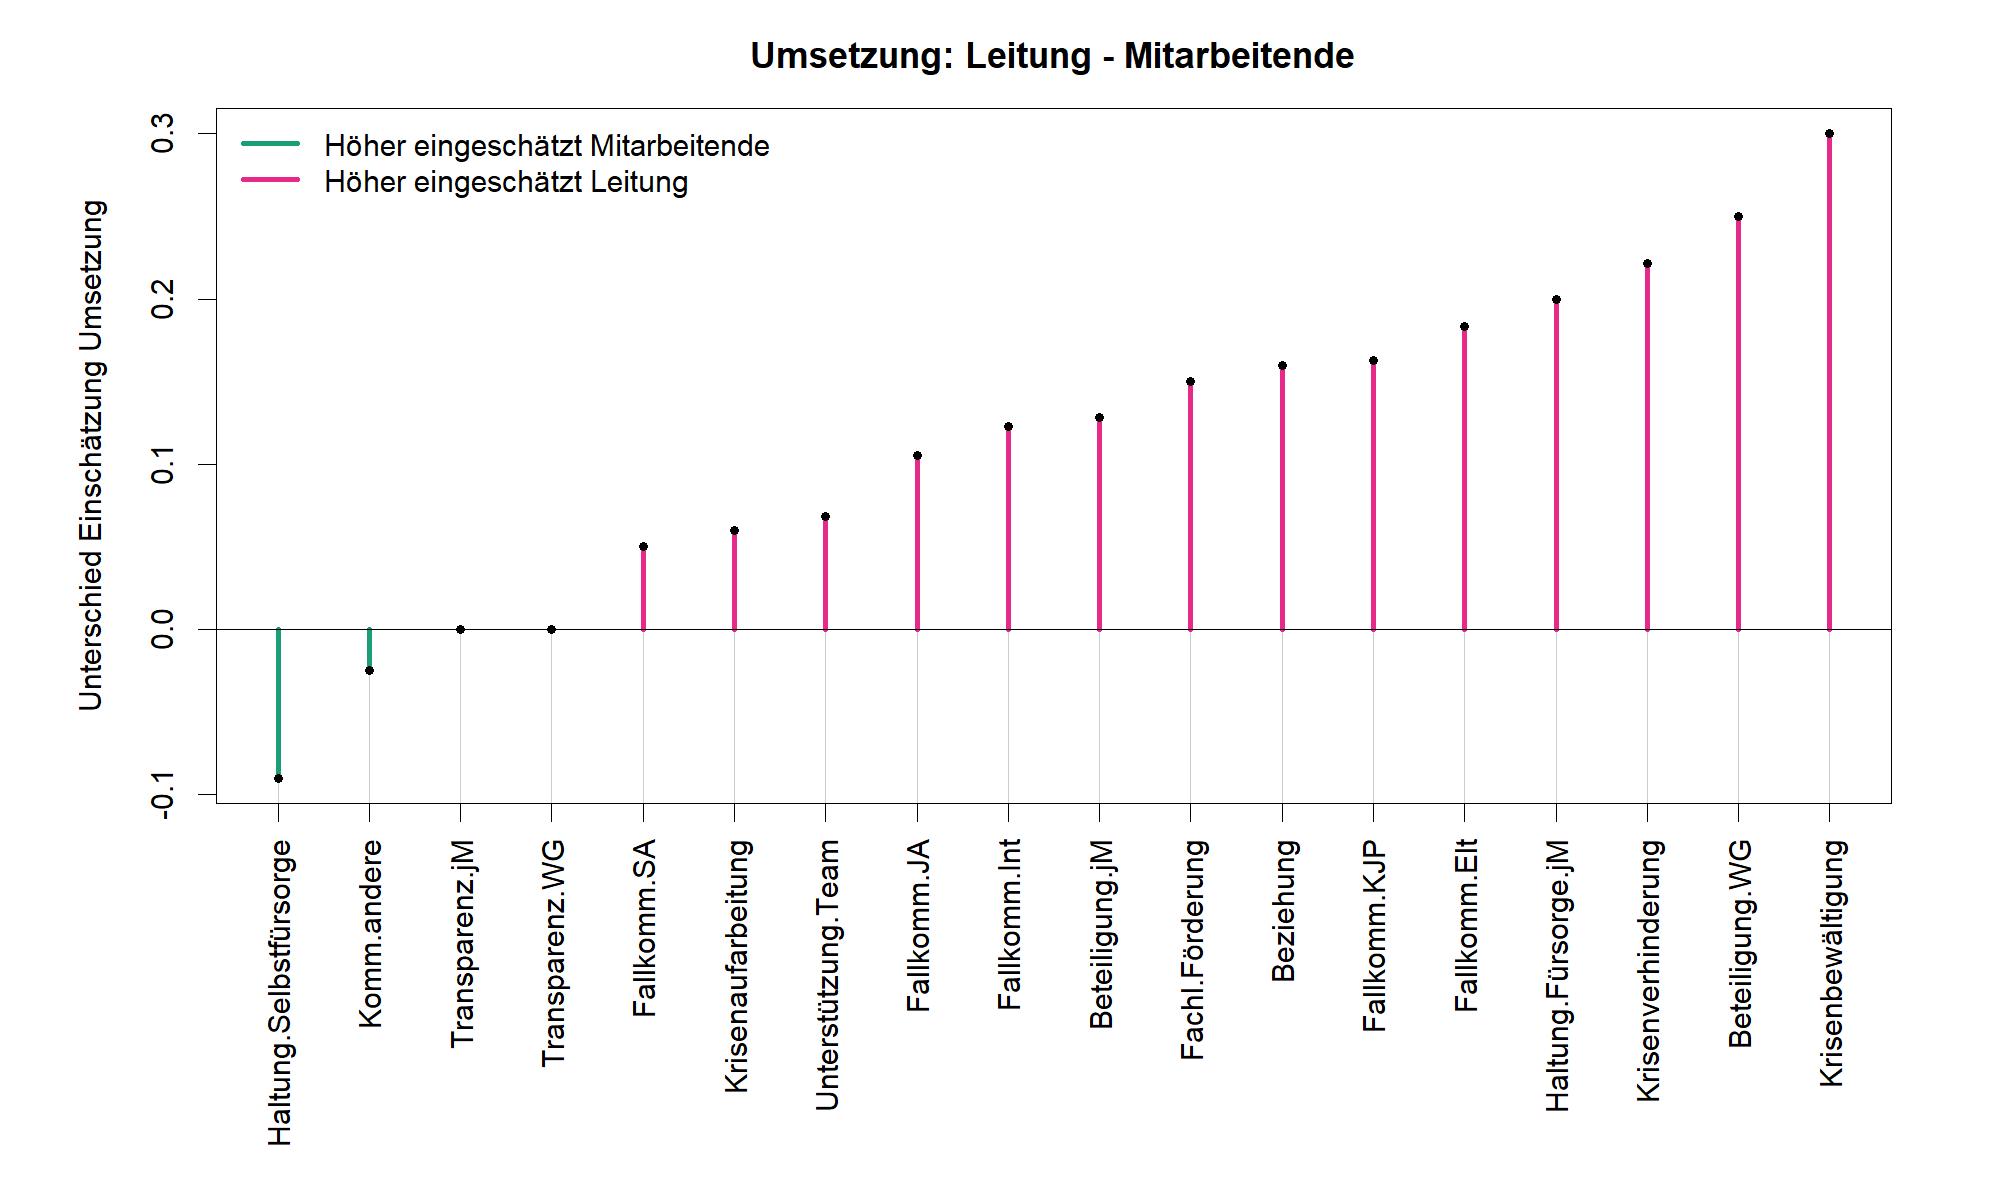 Umsetzung: Leitung - Mitarbeitende
Höher eingeschätzt Mitarbeitende
Höher eingeschätzt Leitung
Unterschied Einschätzung Umsetzung
0.3
0.2
0.1
0.0
-0.1
Haltung.Selbstfürsorge
Komm.andere
Transparenz.jM
Transparenz.WG
Fallkomm.SA
Krisenaufarbeitung
Unterstützung.Team
Fallkomm.JA
Fallkomm.Int
Beteiligung.jM
Fachl.Förderung
Beziehung
Fallkomm.KJP
Fallkomm.Elt
Haltung.Fürsorge.jM
Krisenverhinderung
Beteiligung.WG
Krisenbewältigung